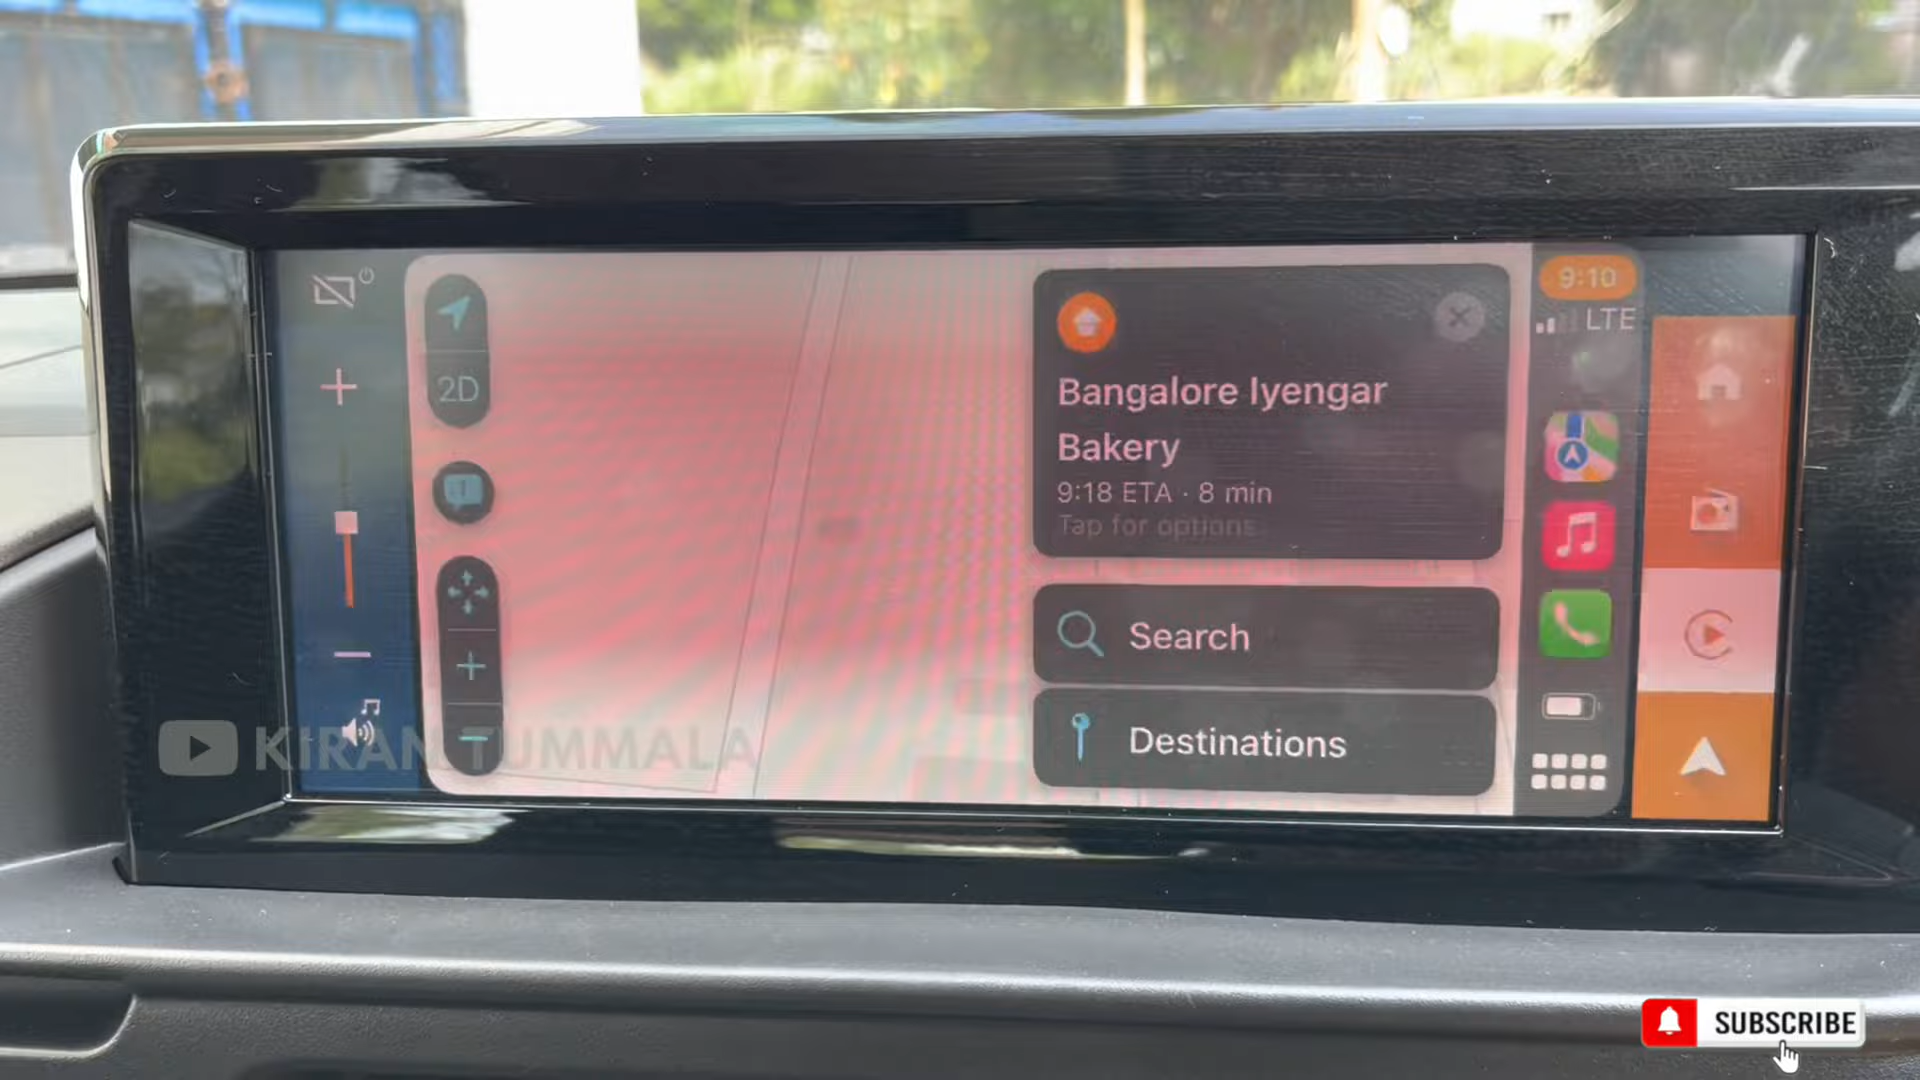 9:10
LTE
2D
Bangalore Iyengar
Bakery
9:18 ETA · 8 min
Tap for options
Search
Destinations
KIRAN TUMMALA
SUBSCRIBE